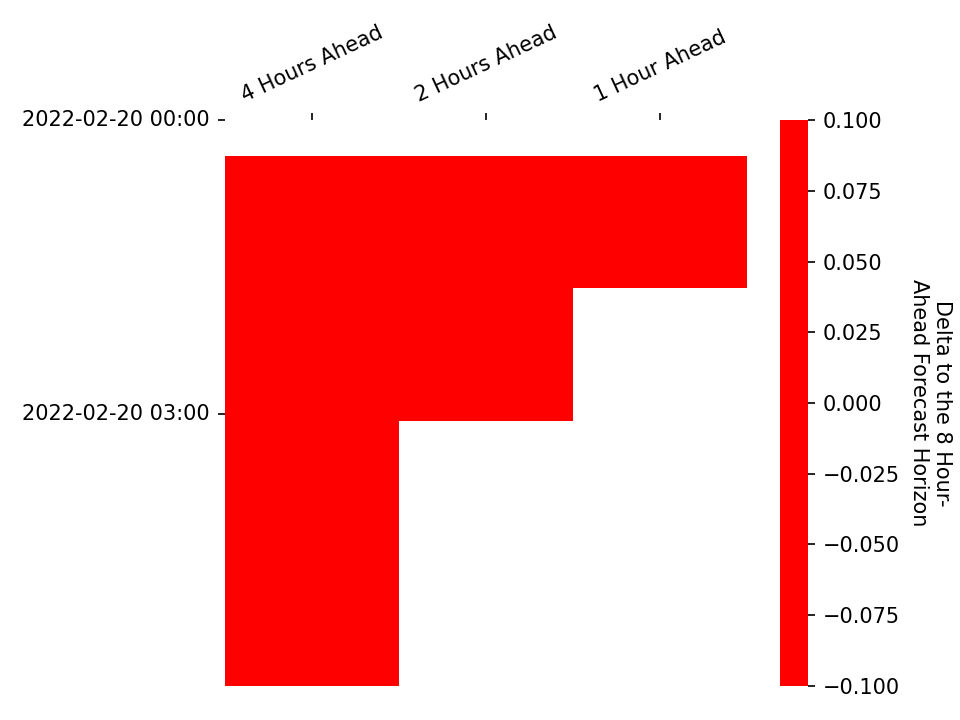 4 Hours Ahead
2 Hours Ahead
1 Hour Ahead
2022-02-20 00:00
2022-02-20 03:00
0.100
0.075
0.050
0.025
0.000
−0.025
−0.050
−0.075
−0.100
Delta to the 8 Hour-
Ahead Forecast Horizon